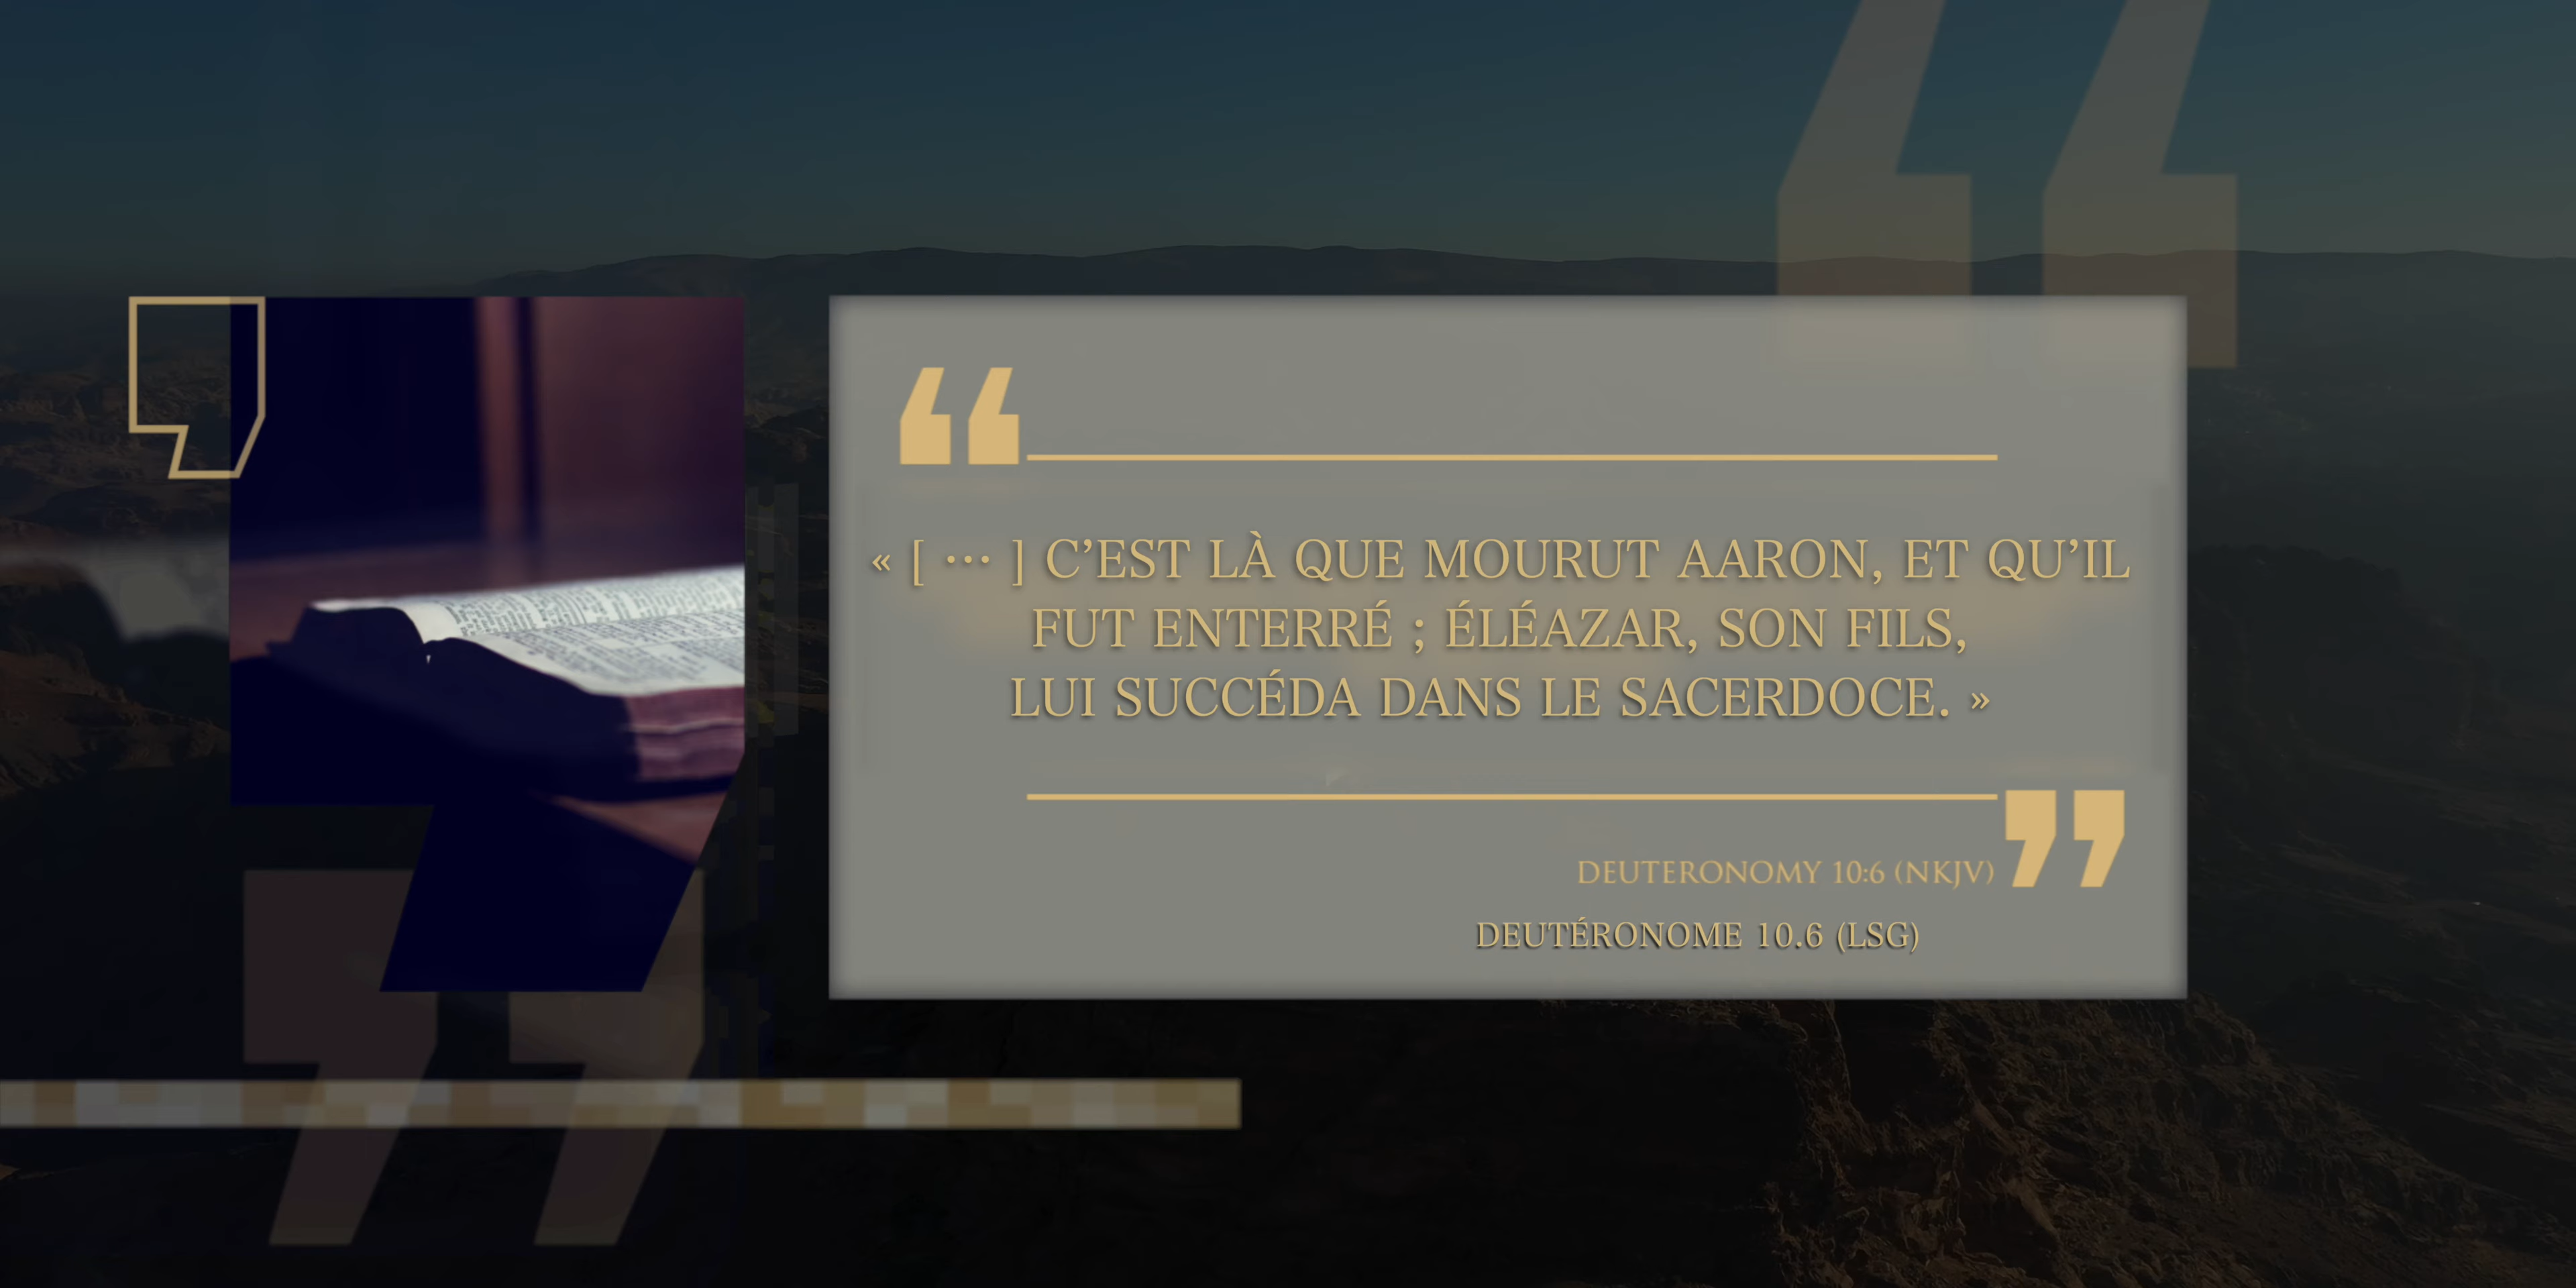 « [ ··· ] C’EST LÀ QUE MOURUT AARON, ET QU’IL
FUT ENTERRÉ ; ÉLÉAZAR, SON FILS,
LUI SUCCÉDA DANS LE SACERDOCE. »
DEUTERONOMY 10:6 (NKJV)
DEUTÉRONOME 10.6 (LSG)